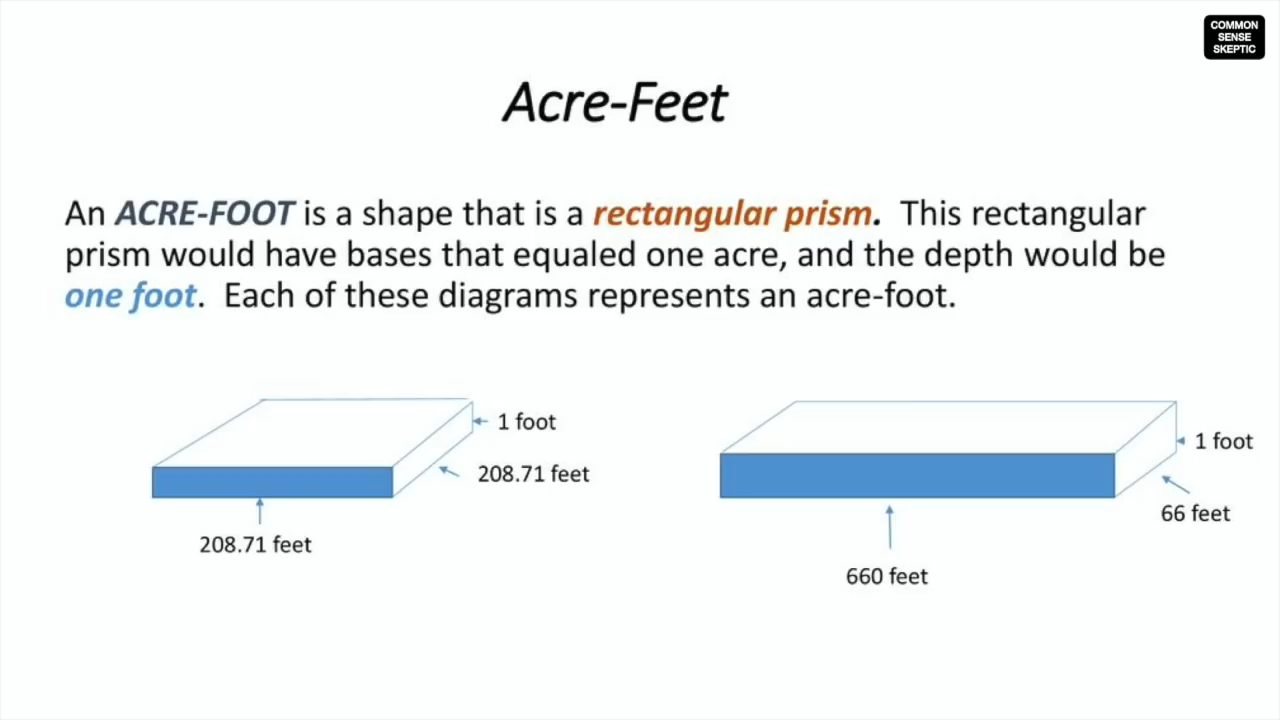 COMMON
SENSE
SKEPTIC
Acre-Feet
An ACRE-FOOT is a shape that is a rectangular prism. This rectangular
prism would have bases that equaled one acre, and the depth would be
one foot. Each of these diagrams represents an acre-foot.
1 foot
208.71 feet
208.71 feet
1 foot
66 feet
660 feet